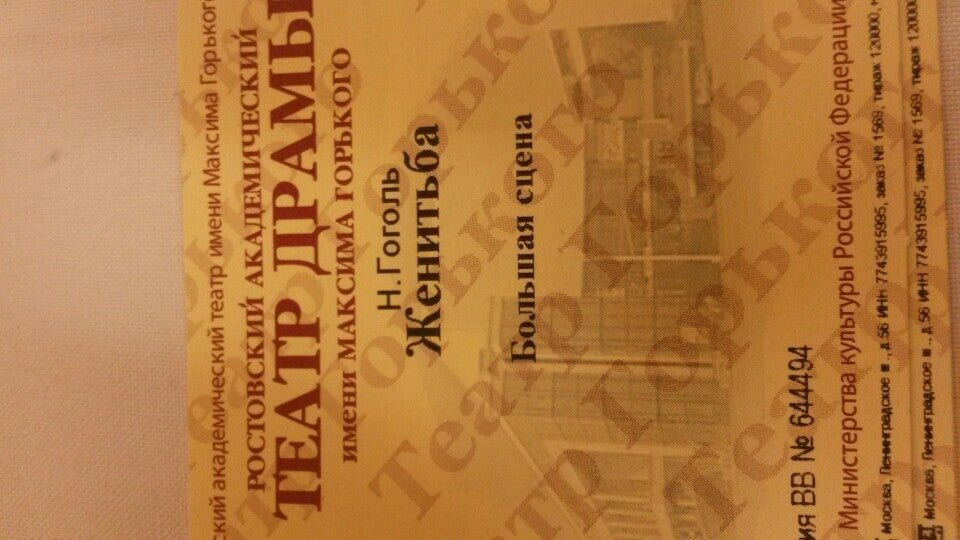 академический театр имени Максима Горького
РОСТОВСКИЙ АКАДЕМИЧЕСКИЙ
ТЕАТР ДРАМЫ
ИМЕНИ МАКСИМА ГОРЬКОГО
Н.Гоголь
Женитьба
Большая сцена
ВВ № 644494
Министерства культуры Российской Федерации
Москва, Ленинградское ш., д.56 ИНН 7743915995, заказ № 1569, тираж 120000,
Москва, Ленинградское ш., д.56 ИНН 7743915995, заказ № 1569, тираж 120000